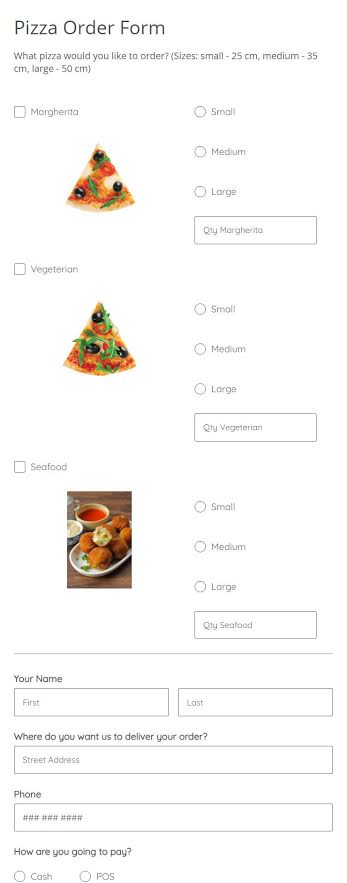 Pizza Order Form
What pizza would you like to order? (Sizes: small - 25 cm, medium - 35
cm, large - 50 cm)
Margherita
Small
Medium
Large
Qty Margherita
Vegeterian
Small
Medium
Large
Qty Vegeterian
Seafood
Small
Medium
Large
Qty Seafood
Your Name
First
Last
Where do you want us to deliver your order?
Street Address
Phone
### ### ####
How are you going to pay?
Cash
POS